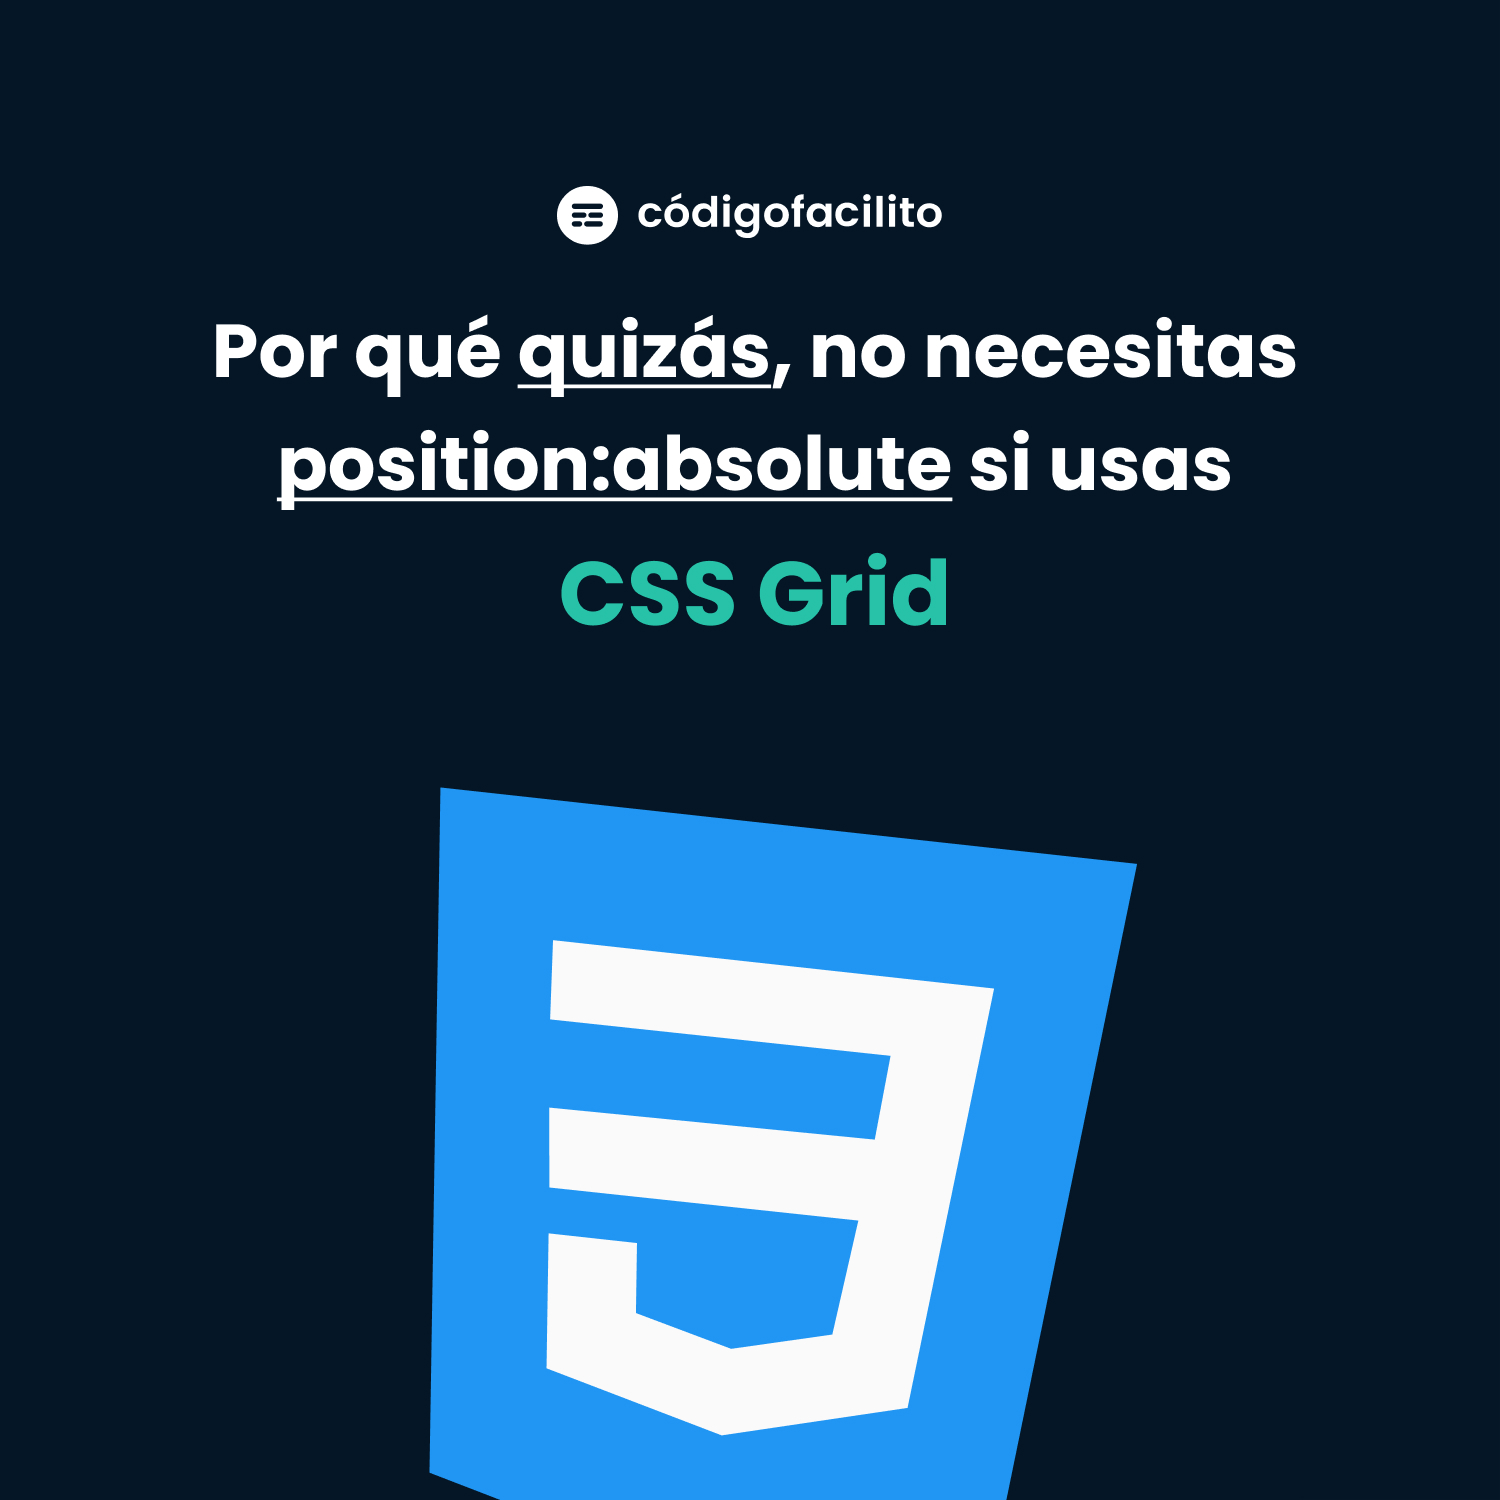 códigofacilito
Por qué quizás, no necesitas
position:absolute si usas
CSS Grid